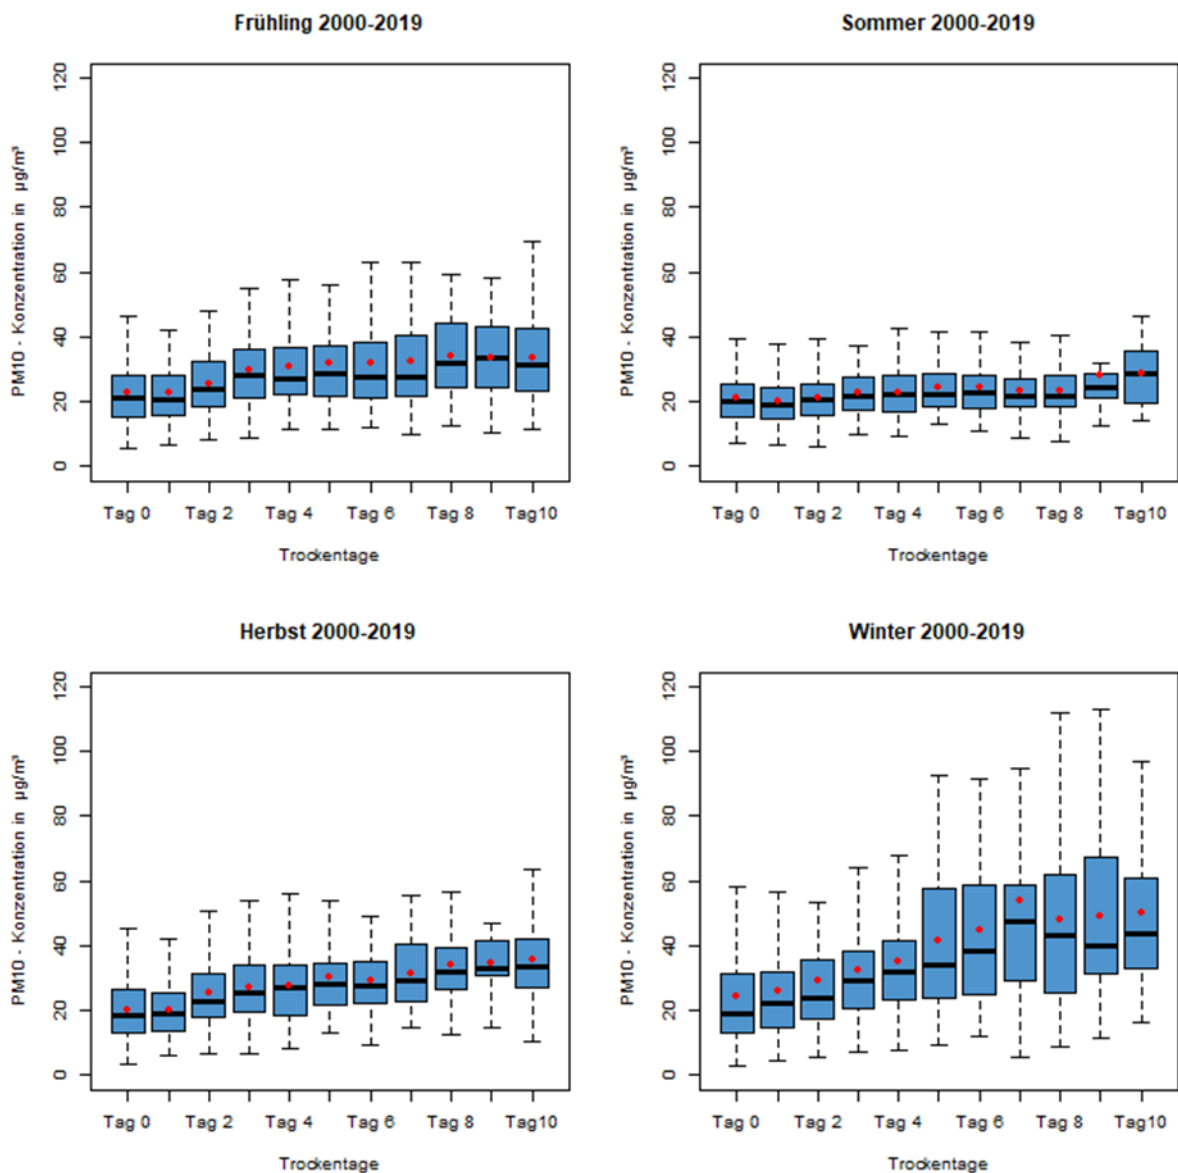 Frühling 2000-2019
PM10 - Konzentration in µg/m³
0
20
40
60
80
100
120
Tag 0
Tag 2
Tag 4
Tag 6
Tag 8
Tag10
Trockentage
Sommer 2000-2019
PM10 - Konzentration in µg/m³
0
20
40
60
80
100
120
Tag 0
Tag 2
Tag 4
Tag 6
Tag 8
Tag10
Trockentage
Herbst 2000-2019
PM10 - Konzentration in µg/m³
0
20
40
60
80
100
120
Tag 0
Tag 2
Tag 4
Tag 6
Tag 8
Tag10
Trockentage
Winter 2000-2019
PM10 - Konzentration in µg/m³
0
20
40
60
80
100
120
Tag 0
Tag 2
Tag 4
Tag 6
Tag 8
Tag10
Trockentage